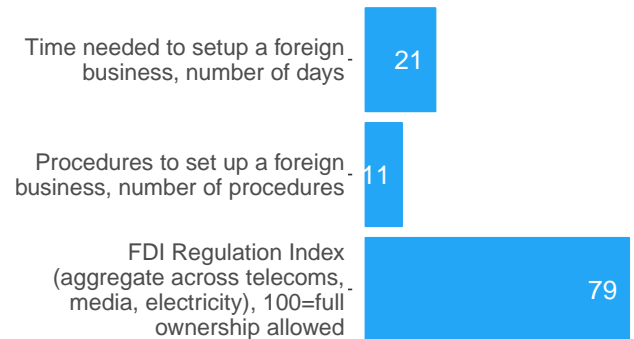 Time needed to setup a foreign
business, number of days
21
Procedures to set up a foreign
business, number of procedures
11
FDI Regulation Index
(aggregate across telecoms,
media, electricity), 100=full
ownership allowed
79